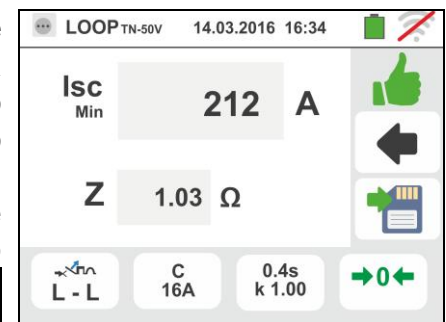 LOOP TN-50V 14.03.2016 16:34
Isc 212 A
Min
Z 1.03 Ω
L - L
C
16A
0.4s
k 1.00
→0←